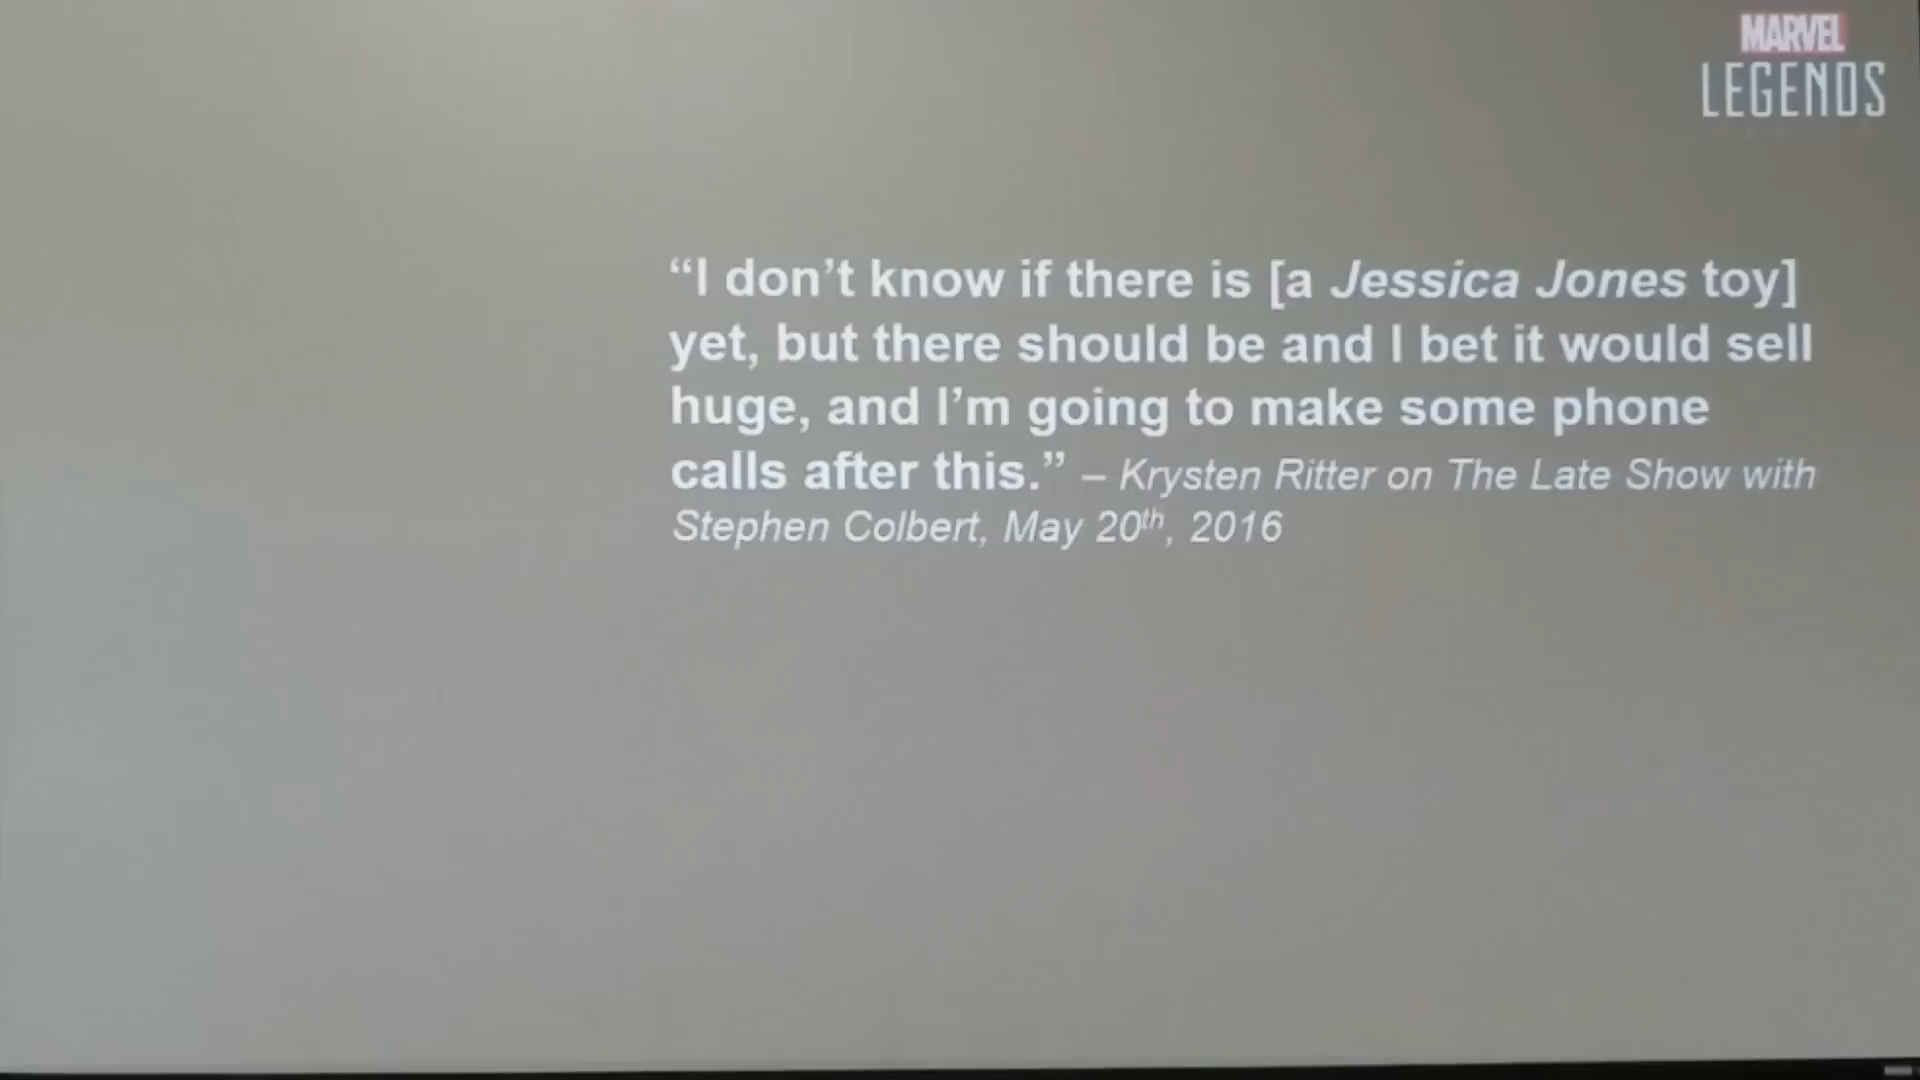 MARVEL
LEGENDS
“I don’t know if there is [a Jessica Jones toy]
yet, but there should be and I bet it would sell
huge, and I’m going to make some phone
calls after this.” – Krysten Ritter on The Late Show with
Stephen Colbert, May 20th, 2016